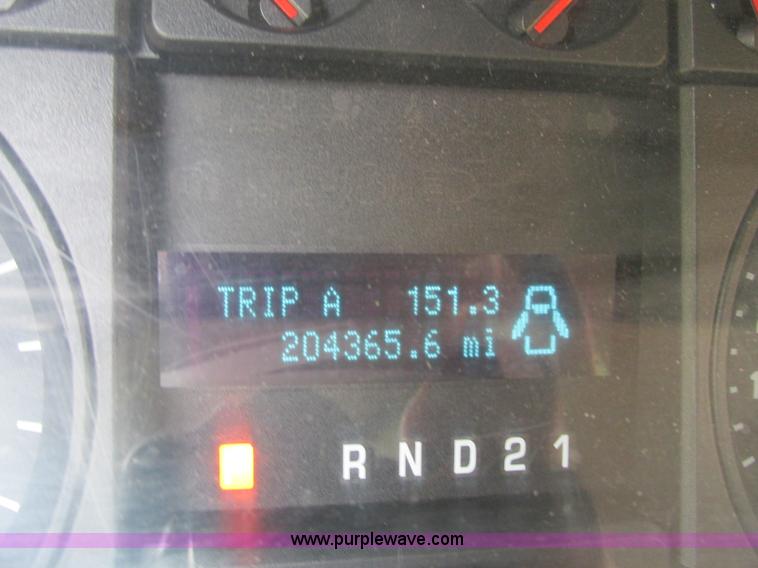 TRIP A 151.3
204365.6 mi
R N D 2 1
www.purplewave.com